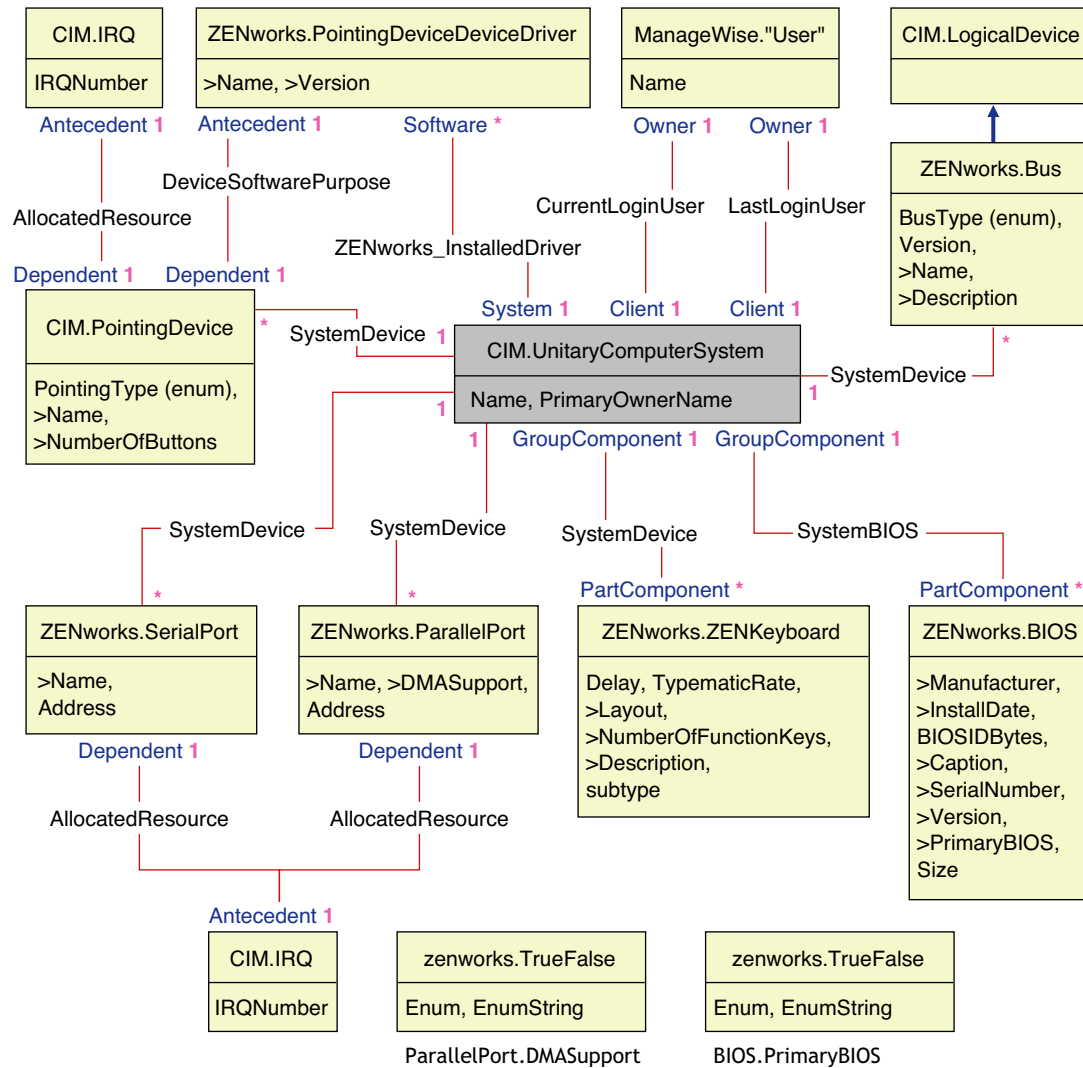 CIM.IRQ
IRQNumber
Antecedent 1
ZENworks.PointingDeviceDeviceDriver
>Name, >Version
Antecedent 1
Software *
ManageWise."User"
Name
Owner 1
Owner 1
CIM.LogicalDevice
AllocatedResource
DeviceSoftwarePurpose
ZENworks_InstalledDriver
CurrentLoginUser
LastLoginUser
ZENworks.Bus
BusType (enum),
Version,
>Name,
>Description
*
Dependent 1
Dependent 1
System 1
Client 1
Client 1
CIM.PointingDevice
PointingType (enum),
>Name,
>NumberOfButtons
*
SystemDevice
1
CIM.UnitaryComputerSystem
Name, PrimaryOwnerName
SystemDevice
1
1
1
GroupComponent 1
GroupComponent 1
SystemDevice
SystemDevice
SystemDevice
SystemBIOS
*
*
PartComponent *
PartComponent *
ZENworks.SerialPort
>Name,
Address
Dependent 1
ZENworks.ParallelPort
>Name, >DMASupport,
Address
Dependent 1
ZENworks.ZENKeyboard
Delay, TypematicRate,
>Layout,
>NumberOfFunctionKeys,
>Description,
subtype
ZENworks.BIOS
>Manufacturer,
>InstallDate,
BIOSIDBytes,
>Caption,
>SerialNumber,
>Version,
>PrimaryBIOS,
Size
AllocatedResource
AllocatedResource
Antecedent 1
CIM.IRQ
IRQNumber
zenworks.TrueFalse
Enum, EnumString
ParallelPort.DMASupport
zenworks.TrueFalse
Enum, EnumString
BIOS.PrimaryBIOS